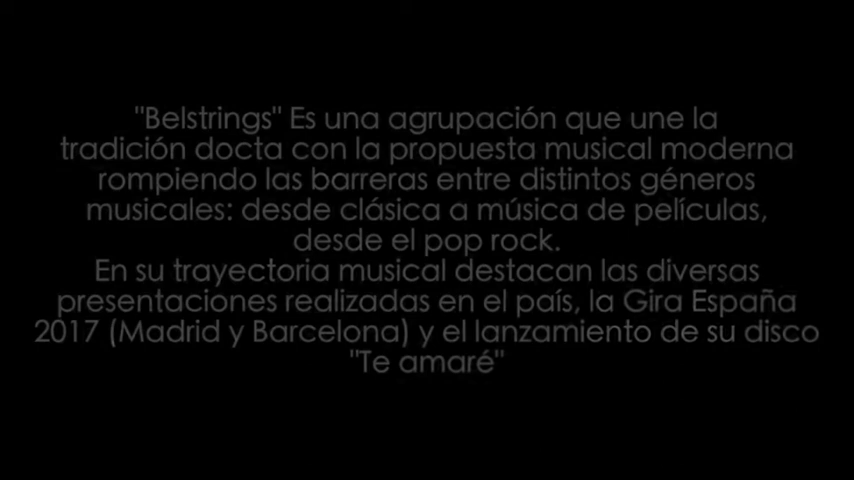 "Belstrings" Es una agrupación que une la
tradición docta con la propuesta musical moderna
rompiendo las barreras entre distintos géneros
musicales: desde clásica a música de películas,
desde el pop rock.
En su trayectoria musical destacan las diversas
presentaciones realizadas en el país, la Gira España
2017 (Madrid y Barcelona) y el lanzamiento de su disco
"Te amaré"